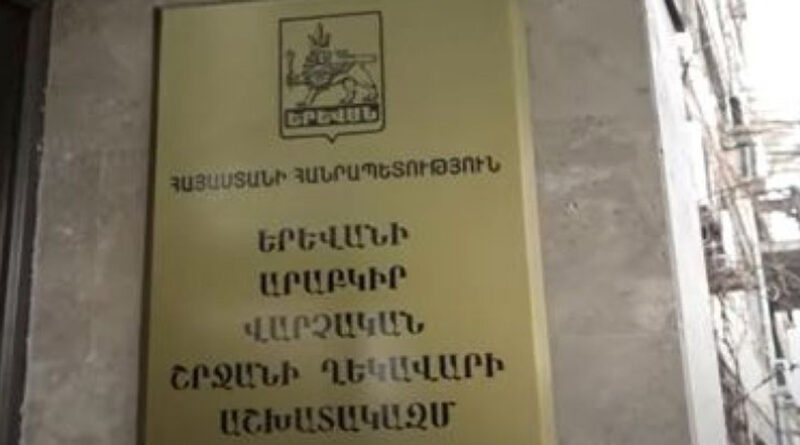 ԵՐԵՎԱՆ
ՀԱՅԱՍՏԱՆԻ ՀԱՆՐԱՊԵՏՈՒԹՅՈՒՆ
ԵՐԵՎԱՆԻ
ԱՐԱԲԿԻՐ
ՎԱՐՉԱԿԱՆ
ՇՐՋԱՆԻ ՂԵԿԱՎԱՐԻ
ԱՇԽԱՏԱԿԱԶՄ